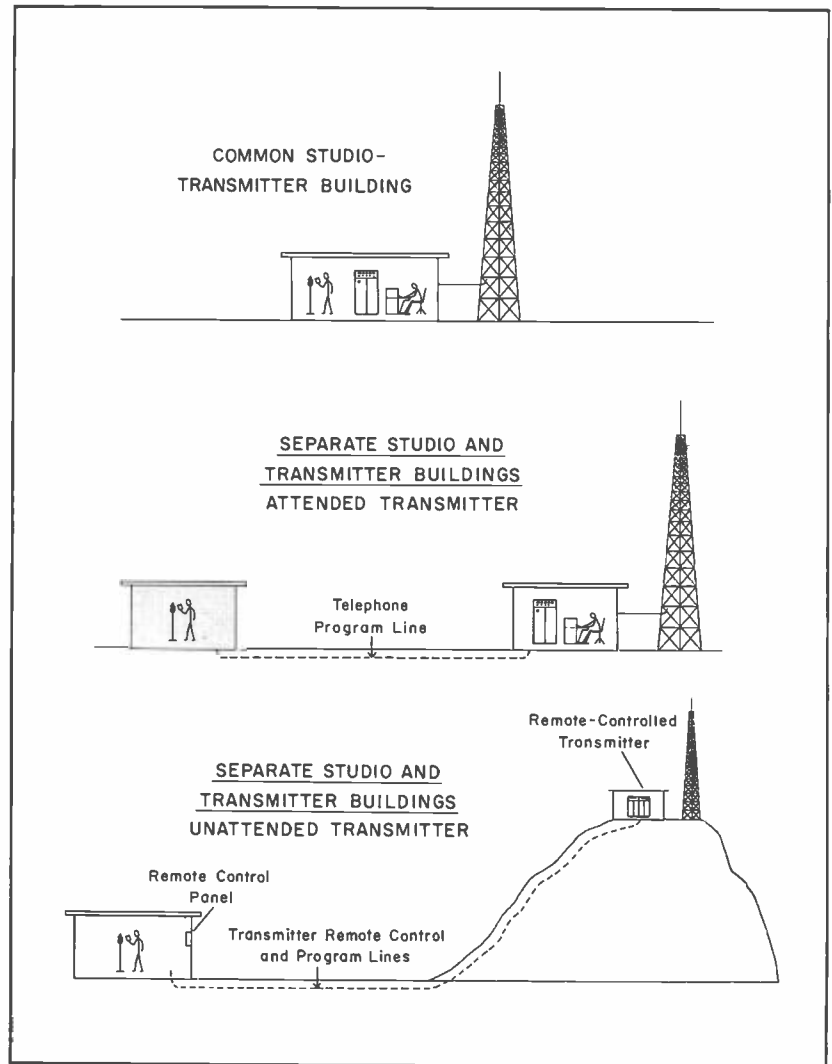 COMMON STUDIO-
TRANSMITTER BUILDING
SEPARATE STUDIO AND
TRANSMITTER BUILDINGS
ATTENDED TRANSMITTER
Telephone
Program Line
Remote-Controlled
Transmitter
SEPARATE STUDIO AND
TRANSMITTER BUILDINGS
UNATTENDED TRANSMITTER
Remote Control
Panel
Transmitter Remote Control
and Program Lines